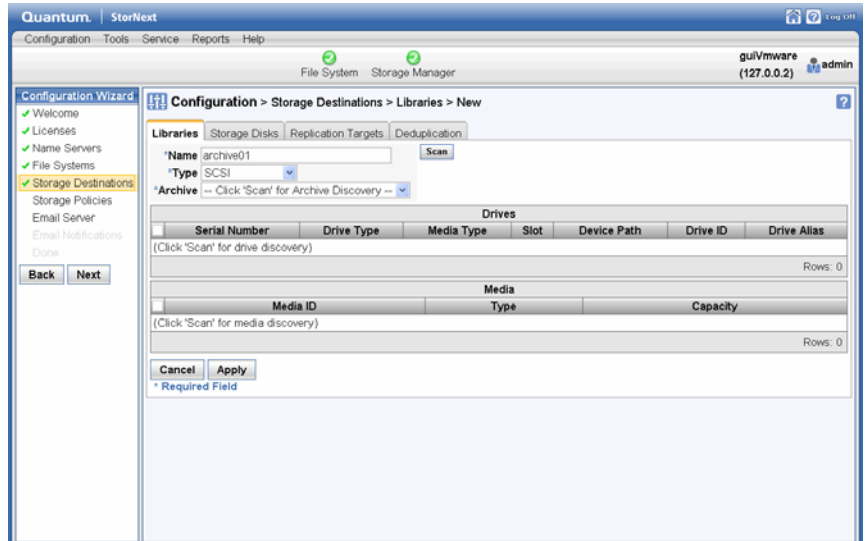 Quantum. StorNext Log Off
Configuration Tools Service Reports Help
File System Storage Manager
guiVmware
(127.0.0.2)
admin
Configuration Wizard
Welcome
Licenses
Name Servers
File Systems
Storage Destinations
Storage Policies
Email Server
Email Notifications
Done
Back Next
Configuration > Storage Destinations > Libraries > New
?
Libraries Storage Disks Replication Targets Deduplication
*Name archive01 Scan
*Type SCSI
*Archive -- Click 'Scan' for Archive Discovery --
Drives
Serial Number Drive Type Media Type Slot Device Path Drive ID Drive Alias
(Click 'Scan' for drive discovery)
Rows: 0
Media
Media ID Type Capacity
(Click 'Scan' for media discovery)
Rows: 0
Cancel Apply
* Required Field